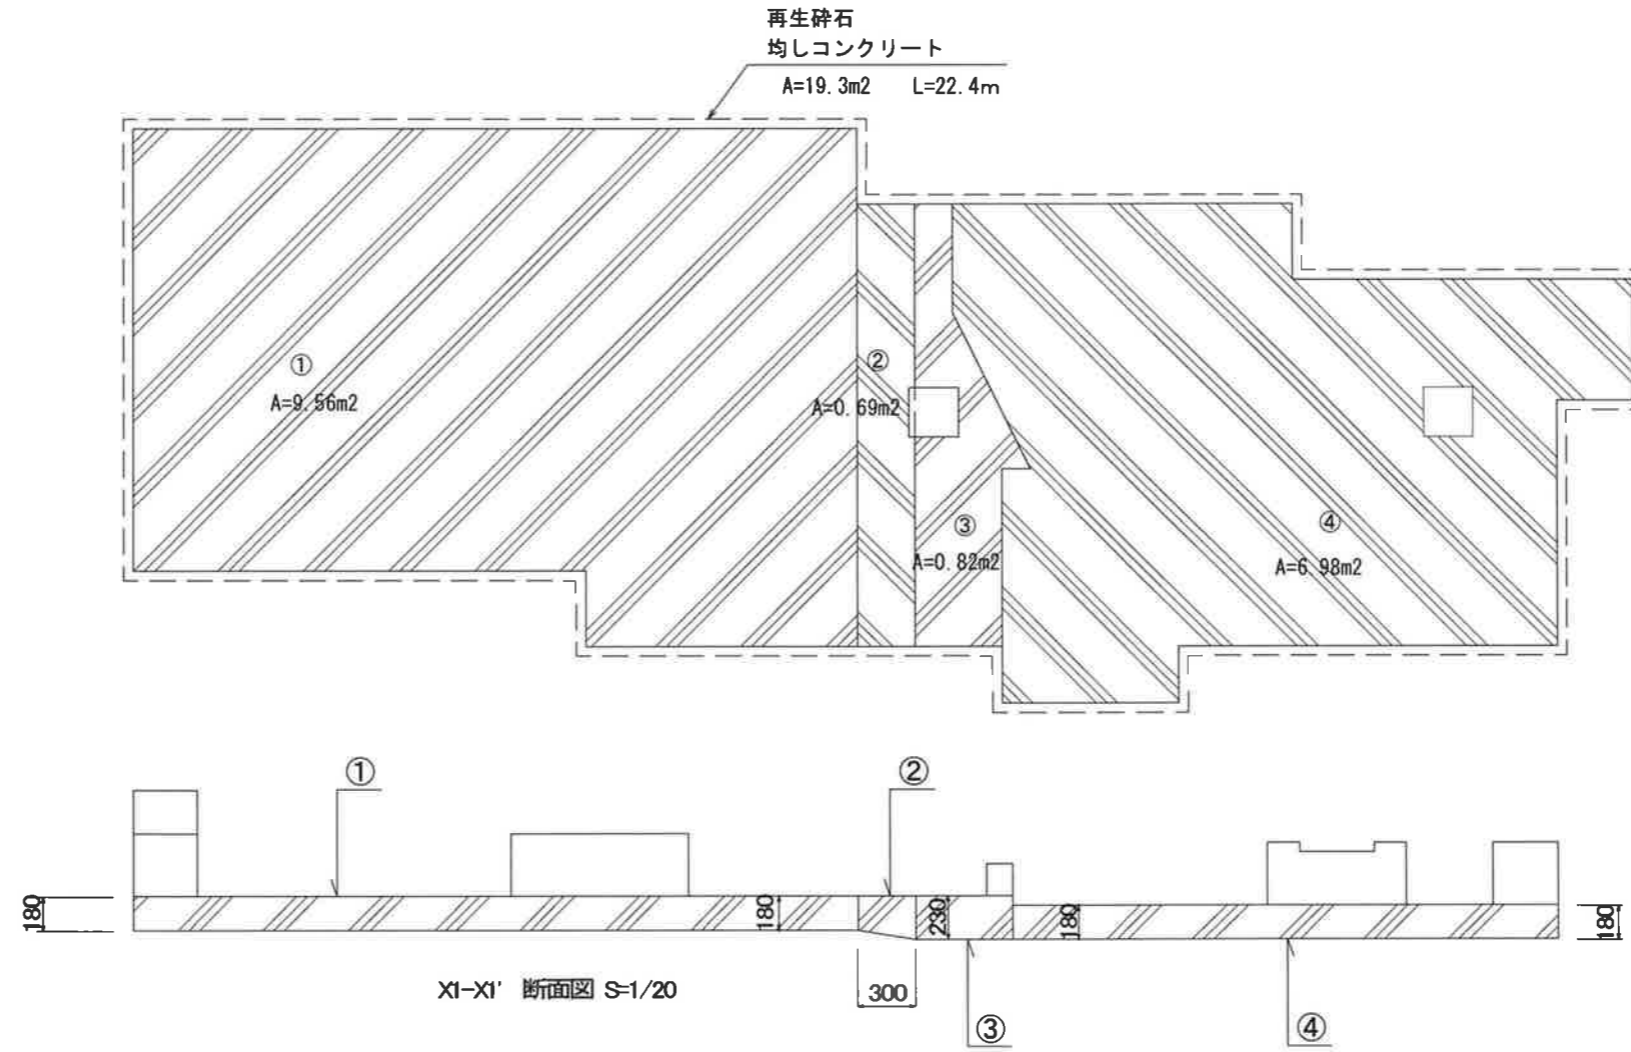 再生砕石
均しコンクリート
A=19.3m2 L=22.4m
①
A=9.56m2
②
A=0.69m2
③
A=0.82m2
④
A=6.98m2
①
②
180
180
230
180
180
X1-X1' 断面図 S=1/20
300
③
④